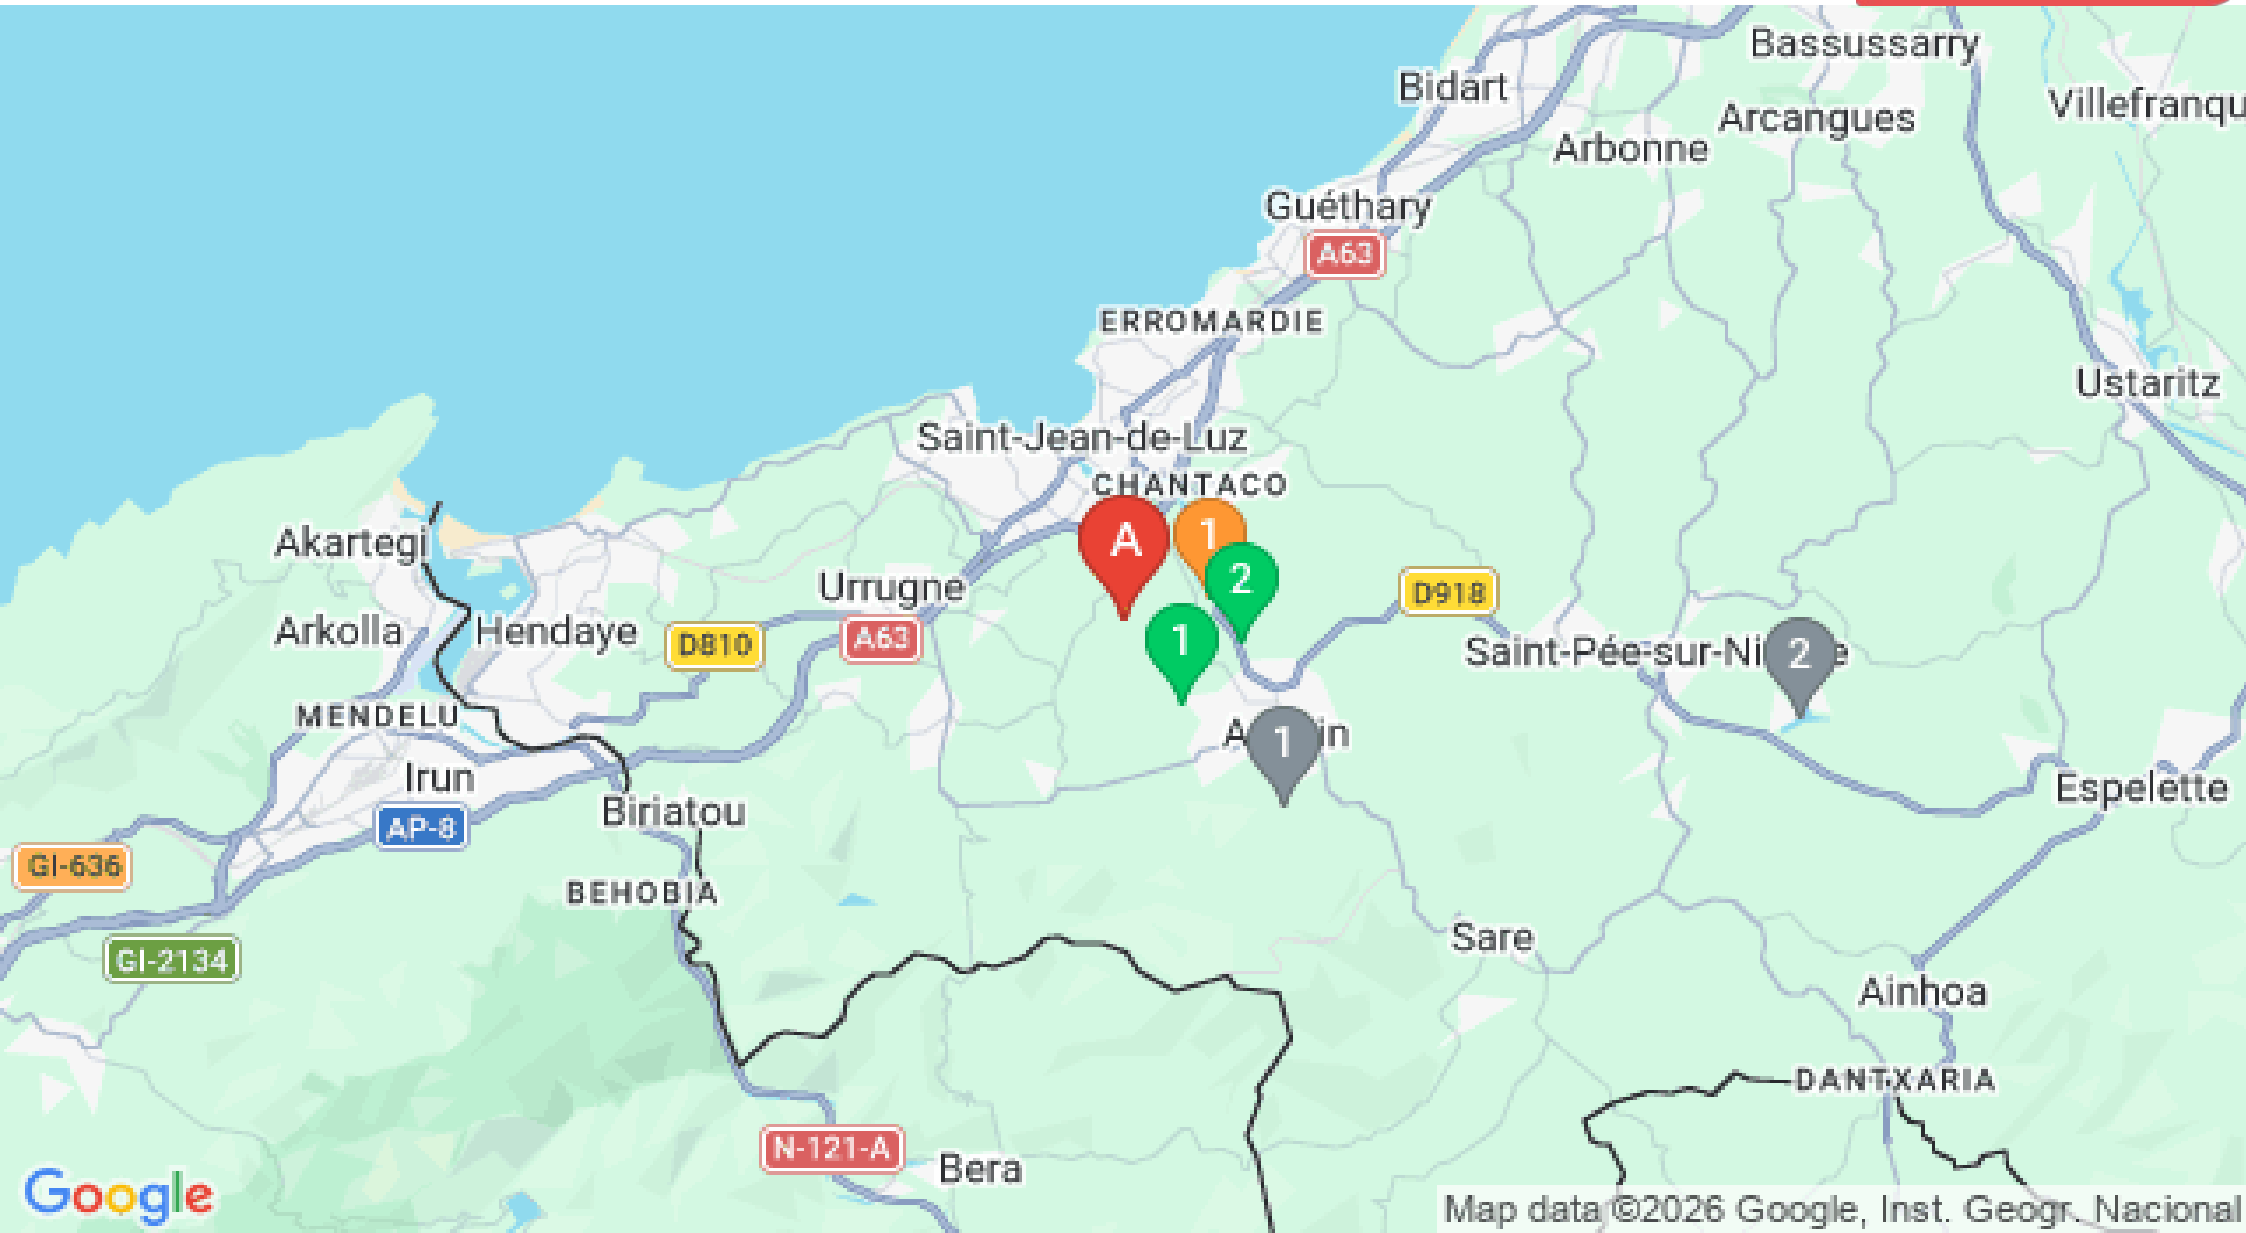 Bassussarry
Bidart
Villefranqu
Arcangues
Arbonne
Guéthary
A63
ERROMARDIE
Ustaritz
Saint-Jean-de-Luz
CHANTACO
A
1
2
Akartegi
Urrugne
D918
Arkolla
Hendaye
D810
A63
1
Saint-Pée-sur-Ni
2
e
MENDELU
A
1
in
Irun
Espelette
Biriatou
AP-8
GI-636
BEHOBIA
Sare
GI-2134
Ainhoa
DANTXARIA
N-121-A
Bera
Google
Map data ©2026 Google, Inst. Geogr. Nacional